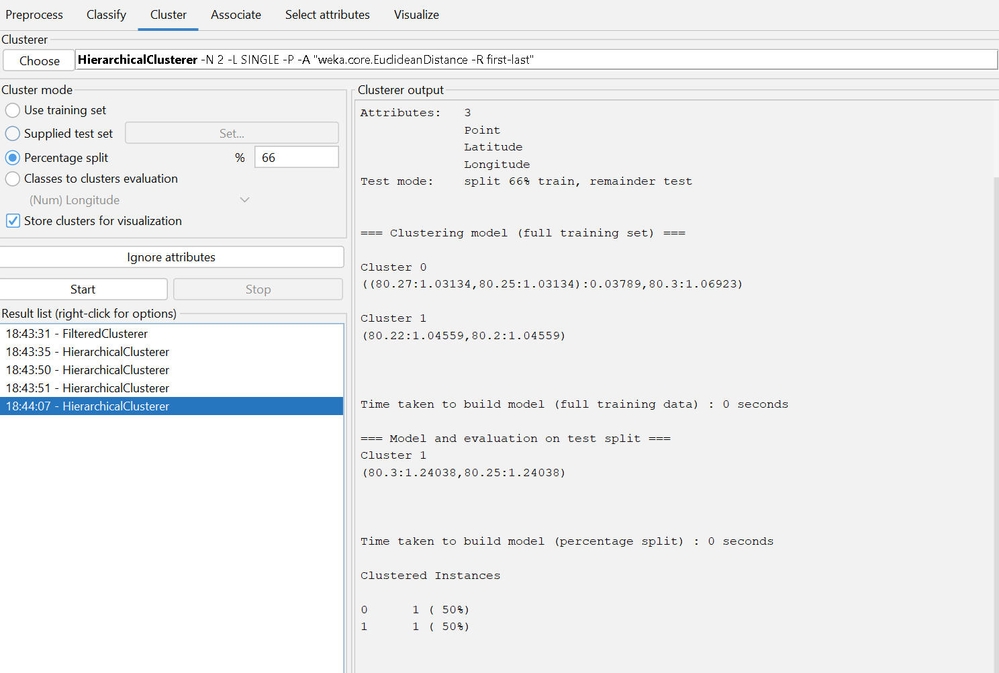 Preprocess Classify Cluster Associate Select attributes Visualize
Clusterer
Choose HierarchicalClusterer -N 2 -L SINGLE -P -A "weka.core.EuclideanDistance -R first-last"
Cluster mode
Use training set
Supplied test set Set...
Percentage split % 66
Classes to clusters evaluation
(Num) Longitude
Store clusters for visualization
Ignore attributes
Start Stop
Result list (right-click for options)
18:43:31 - FilteredClusterer
18:43:35 - HierarchicalClusterer
18:43:50 - HierarchicalClusterer
18:43:51 - HierarchicalClusterer
18:44:07 - HierarchicalClusterer
Clusterer output
Attributes: 3
Point
Latitude
Longitude
Test mode: split 66% train, remainder test
=== Clustering model (full training set) ===
Cluster 0
((80.27:1.03134,80.25:1.03134):0.03789,80.3:1.06923)
Cluster 1
(80.22:1.04559,80.2:1.04559)
Time taken to build model (full training data) : 0 seconds
=== Model and evaluation on test split ===
Cluster 1
(80.3:1.24038,80.25:1.24038)
Time taken to build model (percentage split) : 0 seconds
Clustered Instances
0 1 ( 50%)
1 1 ( 50%)